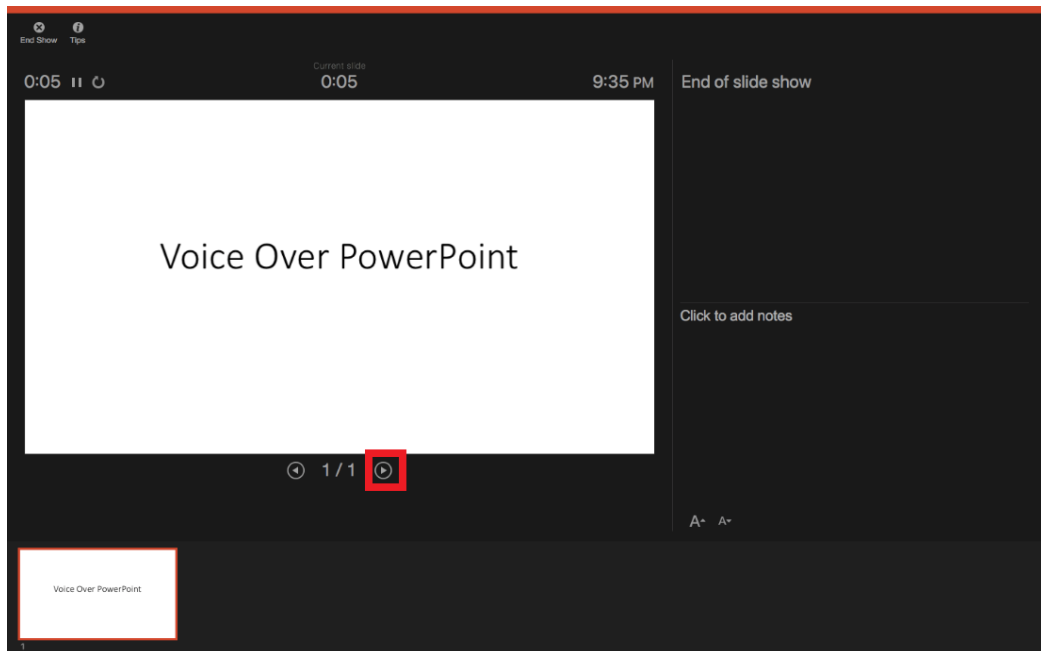 End Show Tips
Current slide
0:05 0:05 9:35 PM
Voice Over PowerPoint
1 / 1
End of slide show
Click to add notes
A A
Voice Over PowerPoint
1